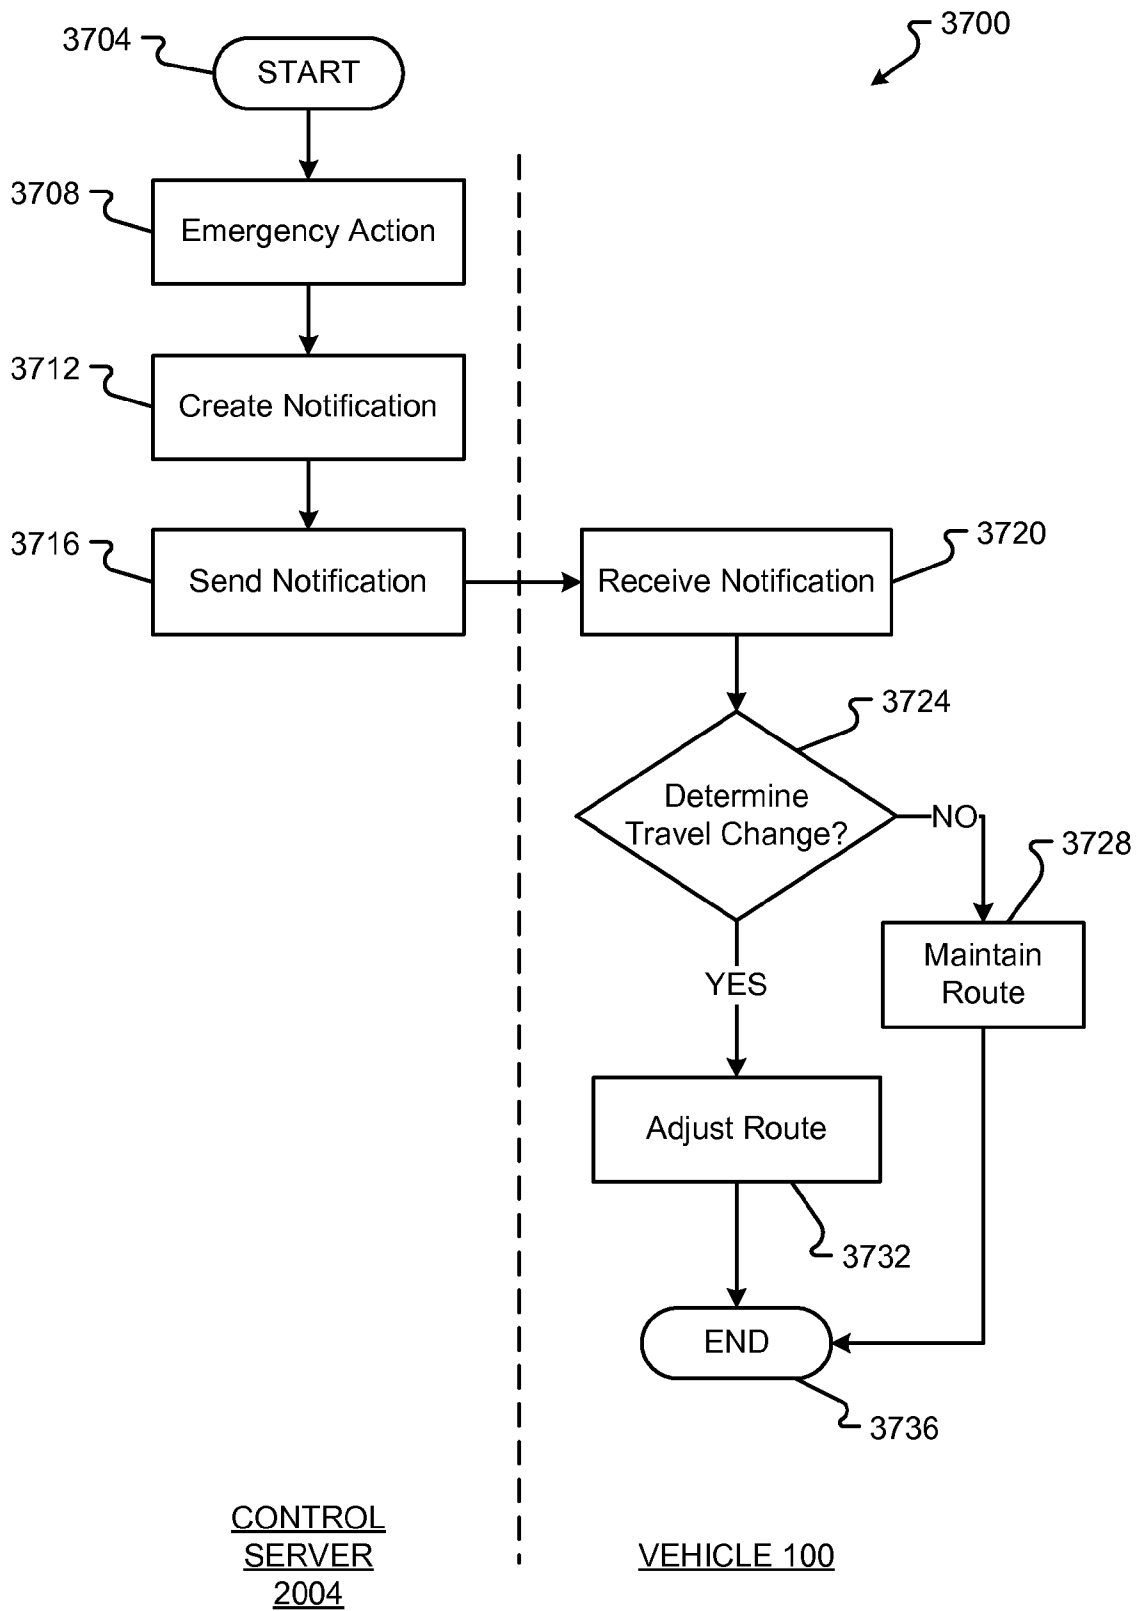 3704
START
3700
3708
Emergency Action
3712
Create Notification
3716
Send Notification
Receive Notification
3720
3724
Determine
Travel Change?
NO
3728
Maintain
Route
YES
Adjust Route
3732
END
3736
CONTROL
SERVER
2004
VEHICLE 100